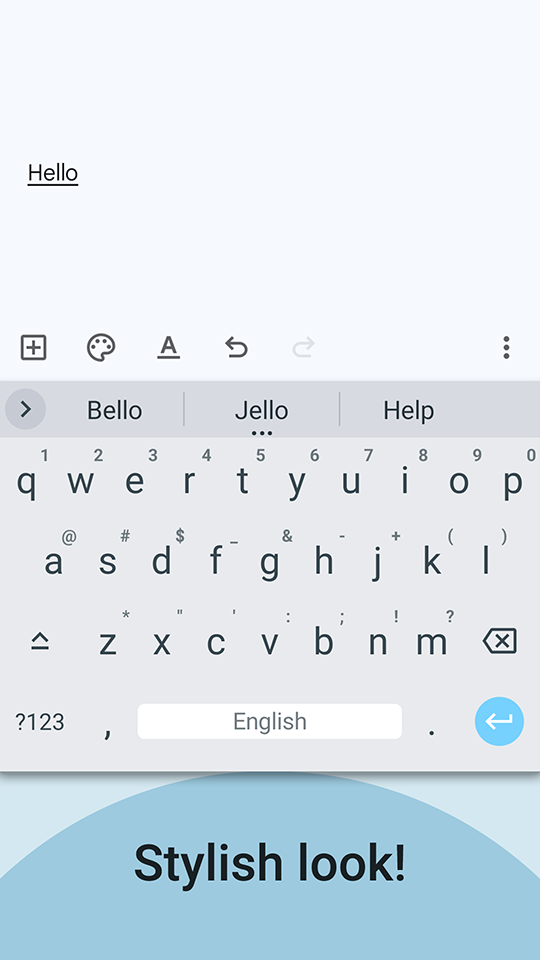 Hello
A
Bello Jello Help
1 2 3 4 5 6 7 8 9 0
q w e r t y u i o p
@ # $ _ & - + ( )
a s d f g h j k l
* " ' : ; ! ?
z x c v b n m
?123 , English .
Stylish look!